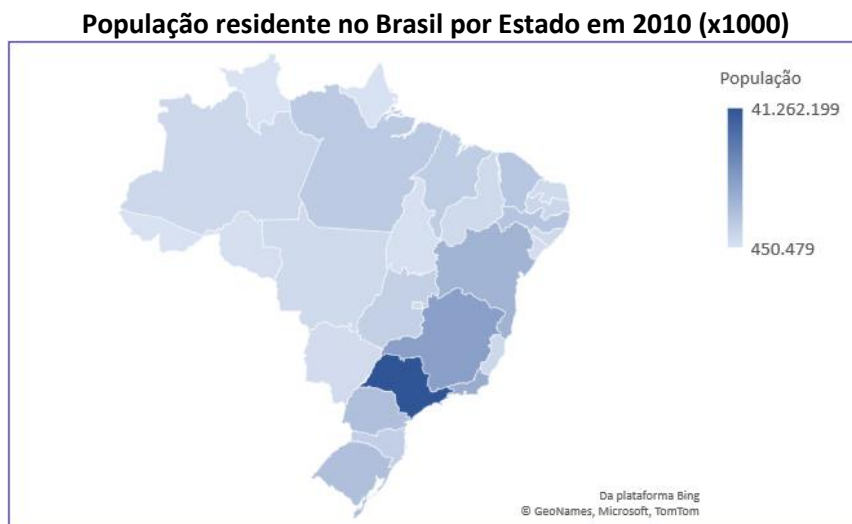 População residente no Brasil por Estado em 2010 (x1000)
População
41.262.199
450.479
Da plataforma Bing
© GeoNames, Microsoft, TomTom